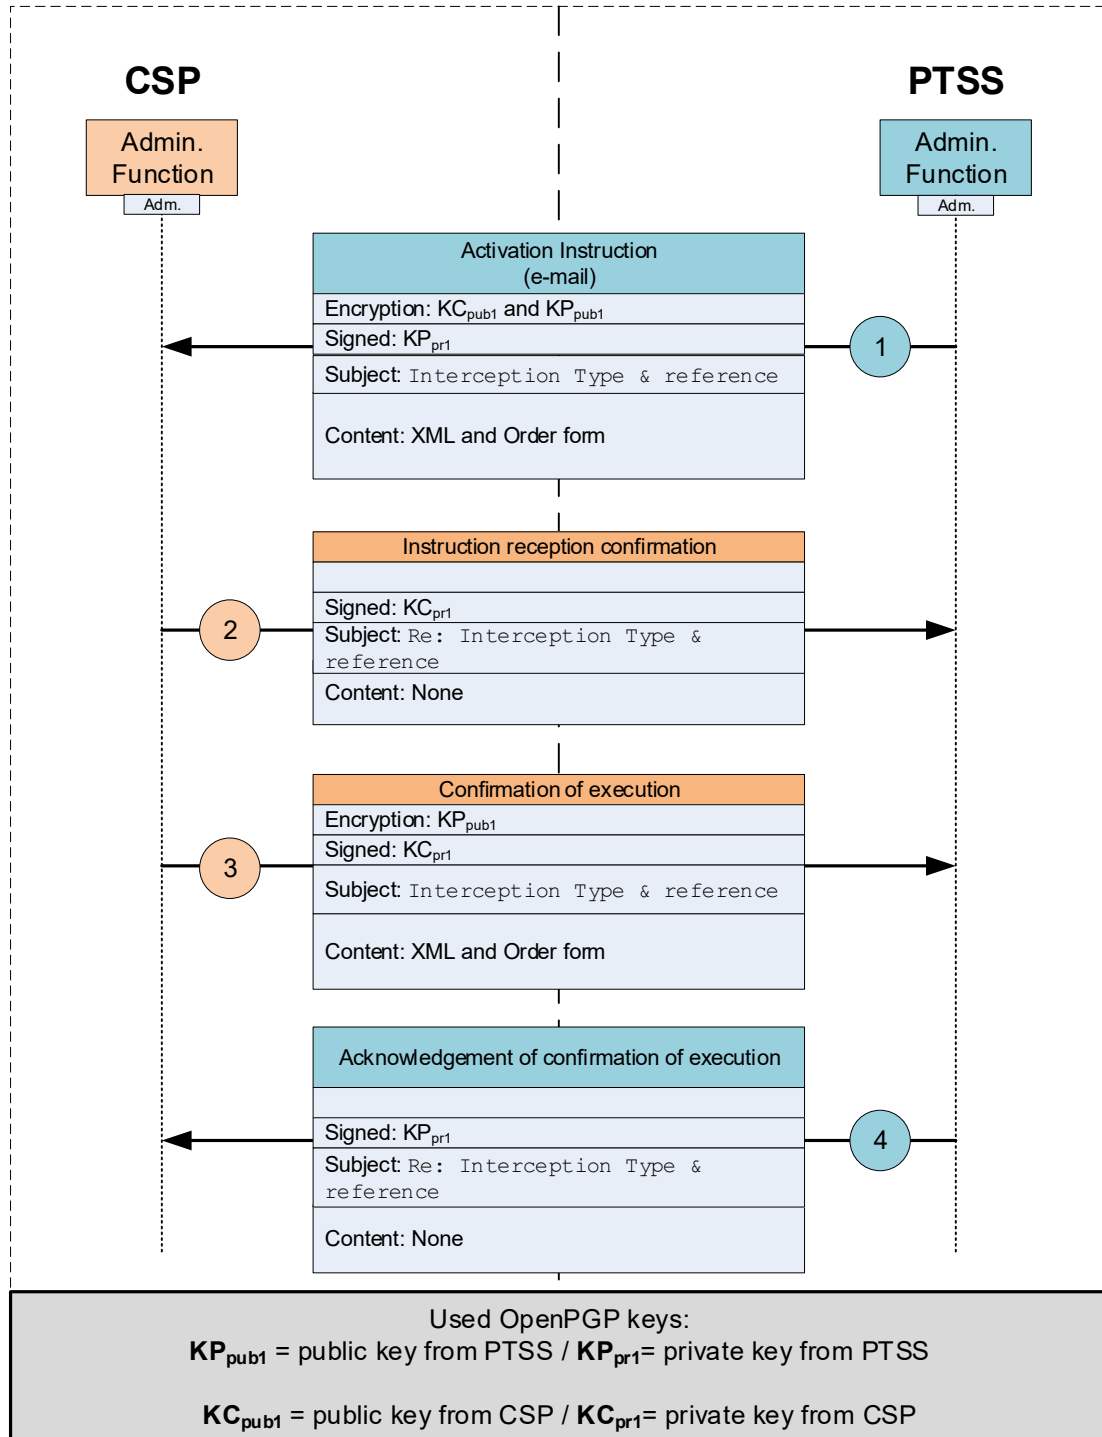 CSP
PTSS
Admin.
Function
Adm.
Admin.
Function
Adm.
Activation Instruction
(e-mail)
Encryption: KCpub1 and KPpub1
Signed: KPpr1
1
Subject: Interception Type & reference
Content: XML and Order form
Instruction reception confirmation
Signed: KCpr1
2
Subject: Re: Interception Type &
reference
Content: None
Confirmation of execution
Encryption: KPpub1
Signed: KCpr1
3
Subject: Interception Type & reference
Content: XML and Order form
Acknowledgement of confirmation of execution
Signed: KPpr1
4
Subject: Re: Interception Type &
reference
Content: None
Used OpenPGP keys:
KPpub1 = public key from PTSS / KPpr1= private key from PTSS
KCpub1 = public key from CSP / KCpr1= private key from CSP